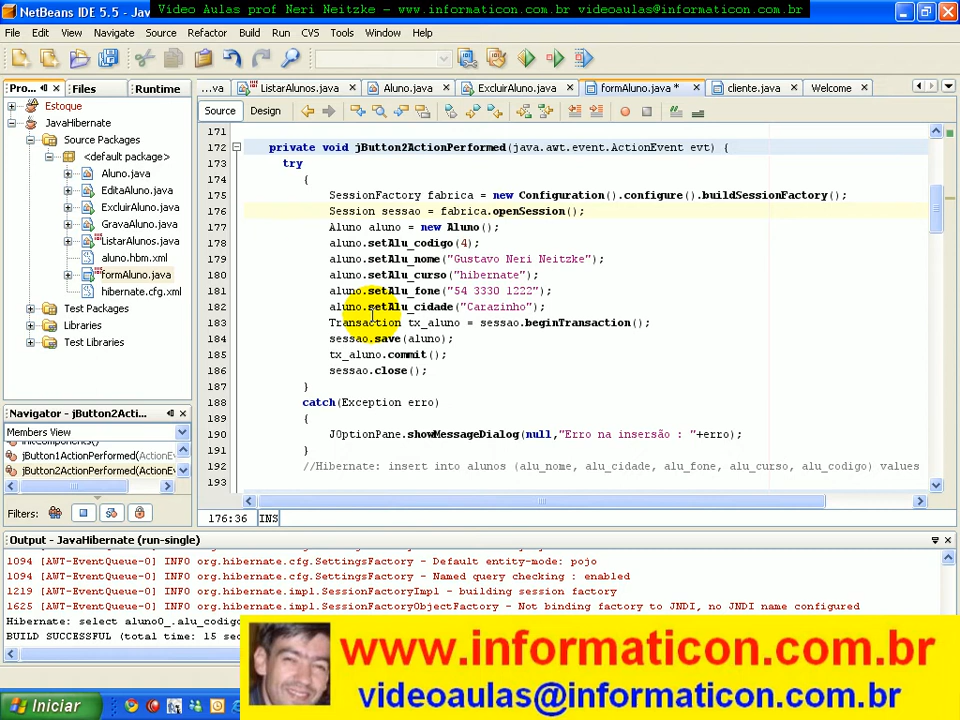 NetBeans IDE 5.5 - Jav
Video Aulas prof Neri Neitzke - www.informaticon.com.br videoaulas@informaticon.com.br
File Edit View Navigate Source Refactor Build Run CVS Tools Window Help
Pro... Files Runtime
...va ListarAlunos.java Aluno.java ExcluirAluno.java formAluno.java * cliente.java Welcome
Source Design
Estoque
JavaHibernate
Source Packages
<default package>
Aluno.java
EditaAluno.java
ExcluirAluno.java
GravaAluno.java
ListarAlunos.java
aluno.hbm.xml
formAluno.java
hibernate.cfg.xml
Test Packages
Libraries
Test Libraries
171
172 private void jButton2ActionPerformed(java.awt.event.ActionEvent evt) {
173 try
174 {
175 SessionFactory fabrica = new Configuration().configure().buildSessionFactory();
176 Session sessao = fabrica.openSession();
177 Aluno aluno = new Aluno();
178 aluno.setAlu_codigo(4);
179 aluno.setAlu_nome("Gustavo Neri Neitzke");
180 aluno.setAlu_curso("hibernate");
181 aluno.setAlu_fone("54 3330 1222");
182 aluno.setAlu_cidade("Carazinho");
183 Transaction tx_aluno = sessao.beginTransaction();
184 sessao.save(aluno);
185 tx_aluno.commit();
186 sessao.close();
187 }
188 catch(Exception erro)
189 {
190 JOptionPane.showMessageDialog(null,"Erro na insersão : "+erro);
191 }
192 //Hibernate: insert into alunos (alu_nome, alu_cidade, alu_fone, alu_curso, alu_codigo) values
193
176:36 INS
Navigator - jButton2Acti...
Members View
initComponents()
jButton1ActionPerformed(ActionE
jButton2ActionPerformed(ActionE
Filters:
Output - JavaHibernate (run-single)
1094 [AWT-EventQueue-0] INFO org.hibernate.cfg.SettingsFactory - Default entity-mode: pojo
1094 [AWT-EventQueue-0] INFO org.hibernate.cfg.SettingsFactory - Named query checking : enabled
1219 [AWT-EventQueue-0] INFO org.hibernate.impl.SessionFactoryImpl - building session factory
1625 [AWT-EventQueue-0] INFO org.hibernate.impl.SessionFactoryObjectFactory - Not binding factory to JNDI, no JNDI name configured
Hibernate: select aluno0_.alu_codigo
BUILD SUCCESSFUL (total time: 15 sec
www.informaticon.com.br
videoaulas@informaticon.com.br
Iniciar